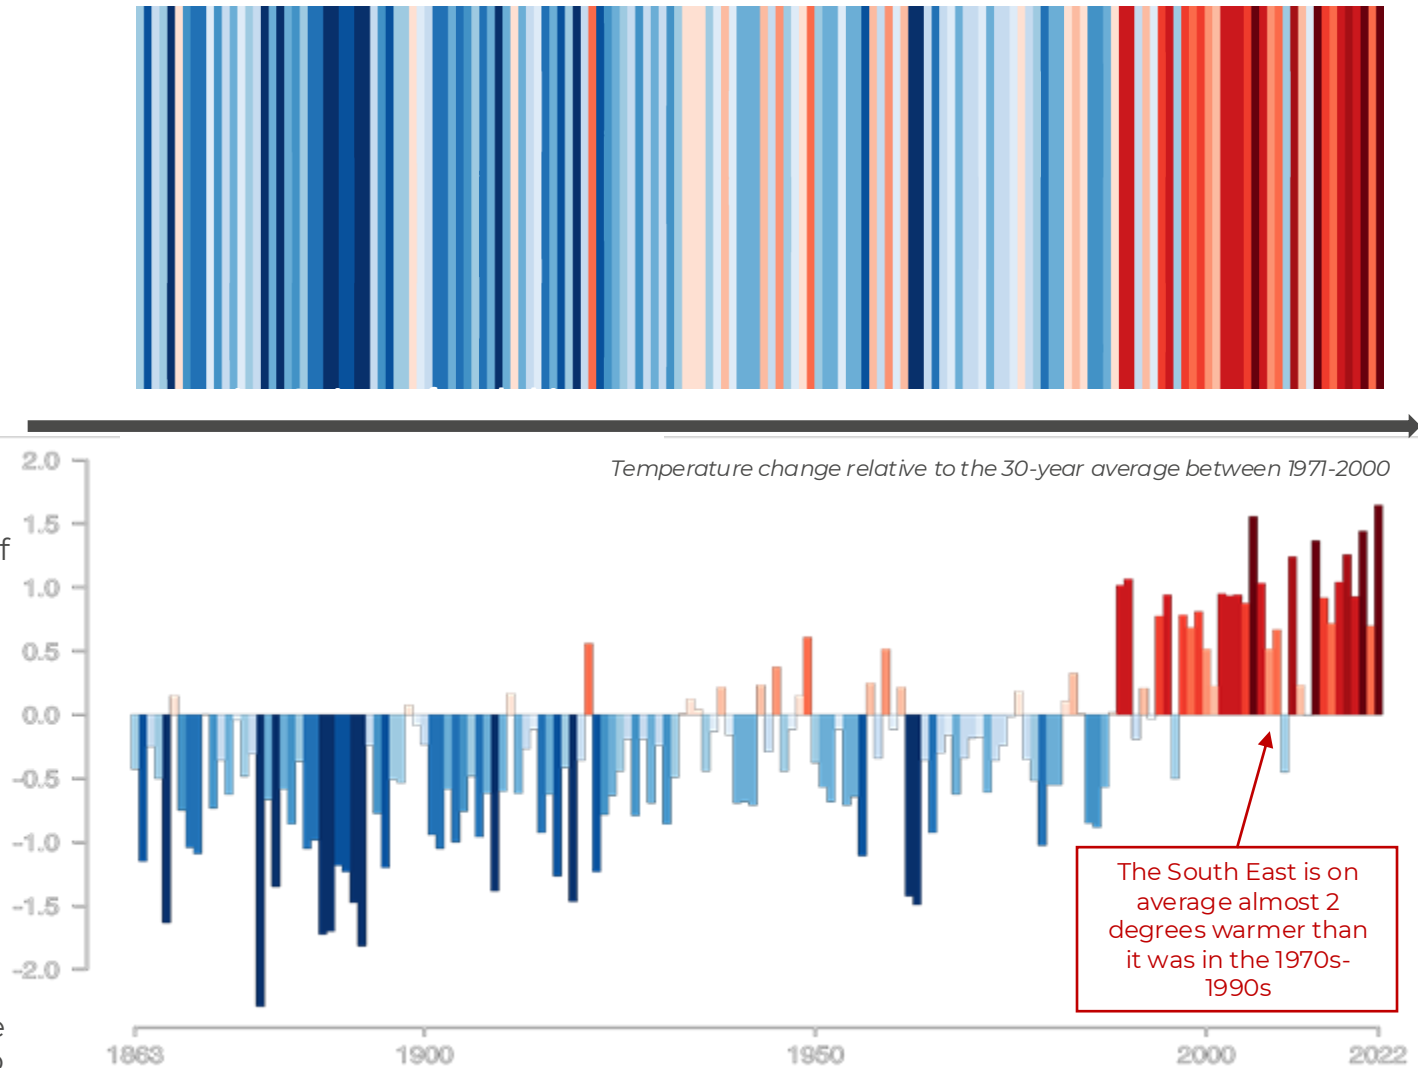 Temperature change relative to the 30-year average between 1971-2000
2.0
1.5
f
1.0
0.5
0.0
-0.5
-1.0
-1.5
-2.0
The South East is on
average almost 2
degrees warmer than
it was in the 1970s-
1990s
e
1863
1900
1950
2000
2022